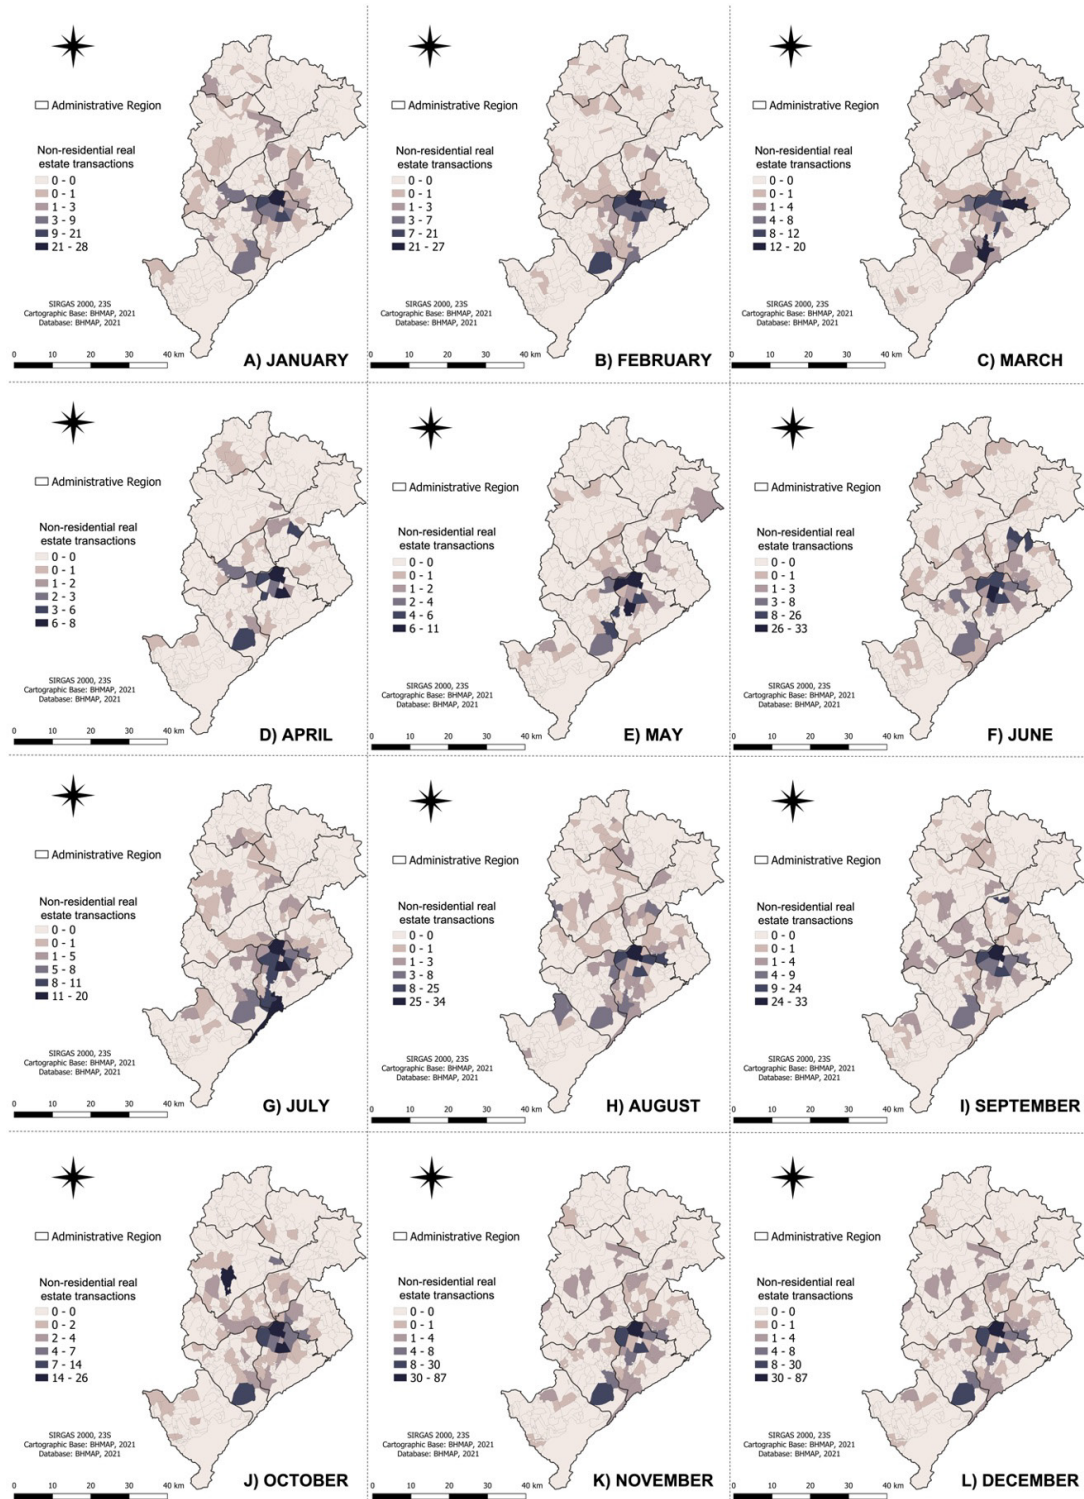 Administrative Region
Non-residential real
estate transactions
0 - 0
0 - 1
1 - 3
3 - 9
9 - 21
21 - 28
SIRGAS 2000, 23S
Cartographic Base: BHMAP, 2021
Database: BHMAP, 2021
0 10 20 30 40 km
A) JANUARY
Administrative Region
Non-residential real
estate transactions
0 - 0
0 - 1
1 - 3
3 - 7
7 - 21
21 - 27
SIRGAS 2000, 23S
Cartographic Base: BHMAP, 2021
Database: BHMAP, 2021
0 10 20 30 40 km
B) FEBRUARY
Administrative Region
Non-residential real
estate transactions
0 - 0
0 - 1
1 - 4
4 - 8
8 - 12
12 - 20
SIRGAS 2000, 23S
Cartographic Base: BHMAP, 2021
Database: BHMAP, 2021
0 10 20 30 40 km
C) MARCH
Administrative Region
Non-residential real
estate transactions
0 - 0
0 - 1
1 - 2
2 - 3
3 - 6
6 - 8
SIRGAS 2000, 23S
Cartographic Base: BHMAP, 2021
Database: BHMAP, 2021
0 10 20 30 40 km
D) APRIL
Administrative Region
Non-residential real
estate transactions
0 - 0
0 - 1
1 - 2
2 - 4
4 - 6
6 - 11
SIRGAS 2000, 23S
Cartographic Base: BHMAP, 2021
Database: BHMAP, 2021
0 10 20 30 40 km
E) MAY
Administrative Region
Non-residential real
estate transactions
0 - 0
0 - 1
1 - 3
3 - 8
8 - 26
26 - 33
SIRGAS 2000, 23S
Cartographic Base: BHMAP, 2021
Database: BHMAP, 2021
0 10 20 30 40 km
F) JUNE
Administrative Region
Non-residential real
estate transactions
0 - 0
0 - 1
1 - 5
5 - 8
8 - 11
11 - 20
SIRGAS 2000, 23S
Cartographic Base: BHMAP, 2021
Database: BHMAP, 2021
0 10 20 30 40 km
G) JULY
Administrative Region
Non-residential real
estate transactions
0 - 0
0 - 1
1 - 3
3 - 8
8 - 25
25 - 34
SIRGAS 2000, 23S
Cartographic Base: BHMAP, 2021
Database: BHMAP, 2021
0 10 20 30 40 km
H) AUGUST
Administrative Region
Non-residential real
estate transactions
0 - 0
0 - 1
1 - 4
4 - 9
9 - 24
24 - 33
SIRGAS 2000, 23S
Cartographic Base: BHMAP, 2021
Database: BHMAP, 2021
0 10 20 30 40 km
I) SEPTEMBER
Administrative Region
Non-residential real
estate transactions
0 - 0
0 - 2
2 - 4
4 - 7
7 - 14
14 - 26
SIRGAS 2000, 23S
Cartographic Base: BHMAP, 2021
Database: BHMAP, 2021
0 10 20 30 40 km
J) OCTOBER
Administrative Region
Non-residential real
estate transactions
0 - 0
0 - 1
1 - 4
4 - 8
8 - 30
30 - 87
SIRGAS 2000, 23S
Cartographic Base: BHMAP, 2021
Database: BHMAP, 2021
0 10 20 30 40 km
K) NOVEMBER
Administrative Region
Non-residential real
estate transactions
0 - 0
0 - 1
1 - 4
4 - 8
8 - 30
30 - 87
SIRGAS 2000, 23S
Cartographic Base: BHMAP, 2021
Database: BHMAP, 2021
0 10 20 30 40 km
L) DECEMBER